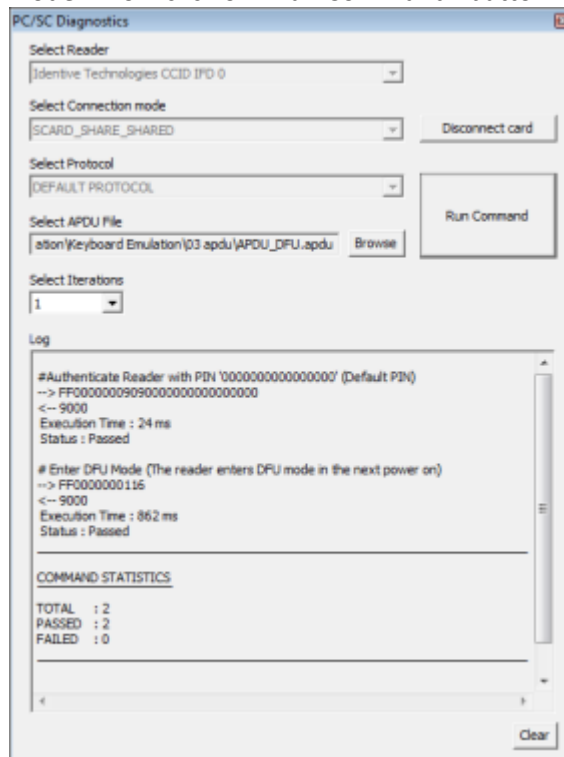 PC/SC Diagnostics
Select Reader
Identive Technologies CCID IFD 0
Select Connection mode
SCARD_SHARE_SHARED
Disconnect card
Select Protocol
DEFAULT PROTOCOL
Run Command
Select APDU File
ation\Keyboard Emulation\03 apdu\APDU_DFU.apdu
Browse
Select Iterations
1
Log
#Authenticate Reader with PIN '0000000000000000' (Default PIN)
--> FF00000009090000000000000000
<-- 9000
Execution Time : 24 ms
Status : Passed
# Enter DFU Mode (The reader enters DFU mode in the next power on)
--> FF0000000116
<-- 9000
Execution Time : 862 ms
Status : Passed
COMMAND STATISTICS
TOTAL : 2
PASSED : 2
FAILED : 0
Clear